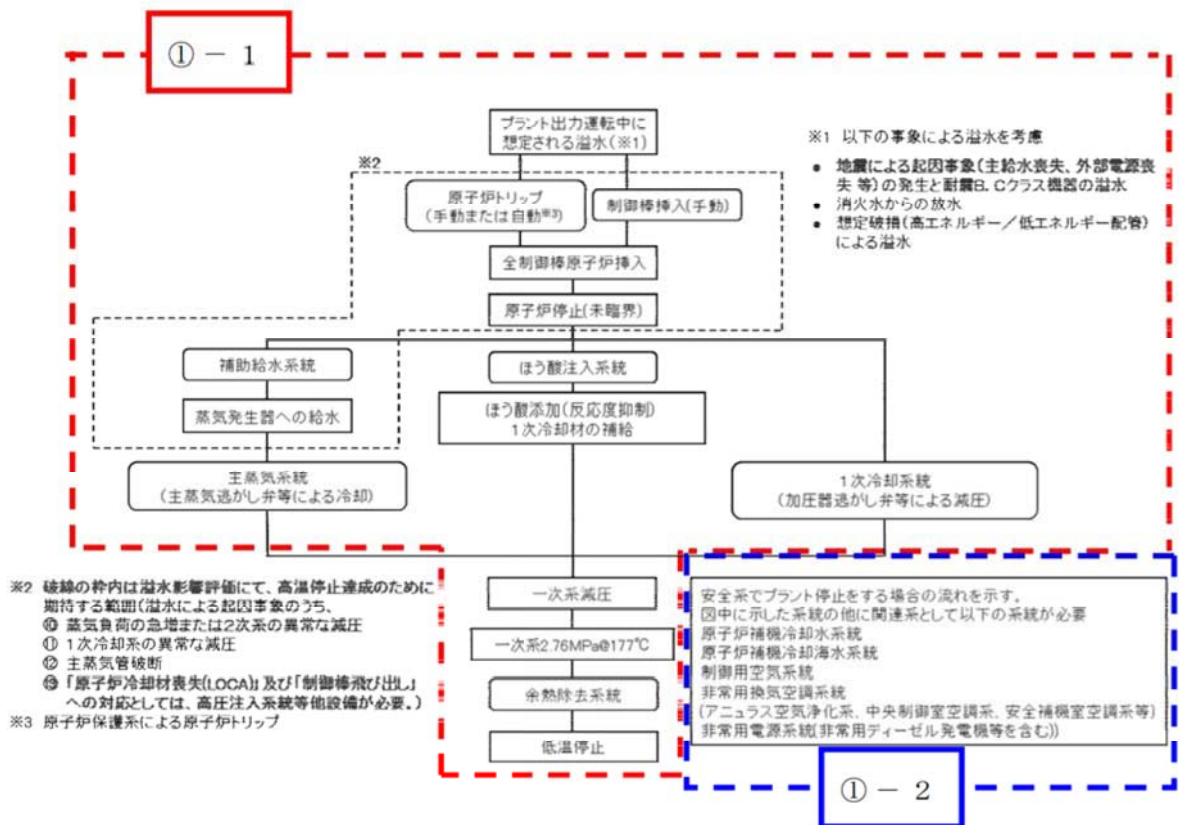 ①－１
プラント出力運転中に
想定される溢水(※1)
※1 以下の事象による溢水を考慮
● 地震による起因事象(主給水喪失、外部電源喪
失 等)の発生と耐震B、Cクラス機器の溢水
● 消火水からの放水
● 想定破損(高エネルギー／低エネルギー配管)
による溢水
※2
原子炉トリップ
(手動または自動※3)
制御棒挿入(手動)
全制御棒原子炉挿入
原子炉停止(未臨界)
補助給水系統
ほう酸注入系統
蒸気発生器への給水
ほう酸添加(反応度抑制)
1次冷却材の補給
主蒸気系統
(主蒸気逃がし弁等による冷却)
1次冷却系統
(加圧器逃がし弁等による減圧)
※2 破線の枠内は溢水影響評価にて、高温停止達成のために
期待する範囲(溢水による起因事象のうち、
⑩ 蒸気負荷の急増または2次系の異常な減圧
⑪ 1次冷却系の異常な減圧
⑫ 主蒸気管破断
⑬ 「原子炉冷却材喪失(LOCA)」及び「制御棒飛び出し」
への対応としては、高圧注入系統等他設備が必要。)
※3 原子炉保護系による原子炉トリップ
一次系減圧
一次系2.76MPa@177℃
余熱除去系統
低温停止
安全系でプラント停止をする場合の流れを示す。
図中に示した系統の他に関連系として以下の系統が必要
原子炉補機冷却水系統
原子炉補機冷却海水系統
制御用空気系統
非常用換気空調系統
(アニュラス空気浄化系、中央制御室空調系、安全補機室空調系等)
非常用電源系統(非常用ディーゼル発電機等を含む))
①－２